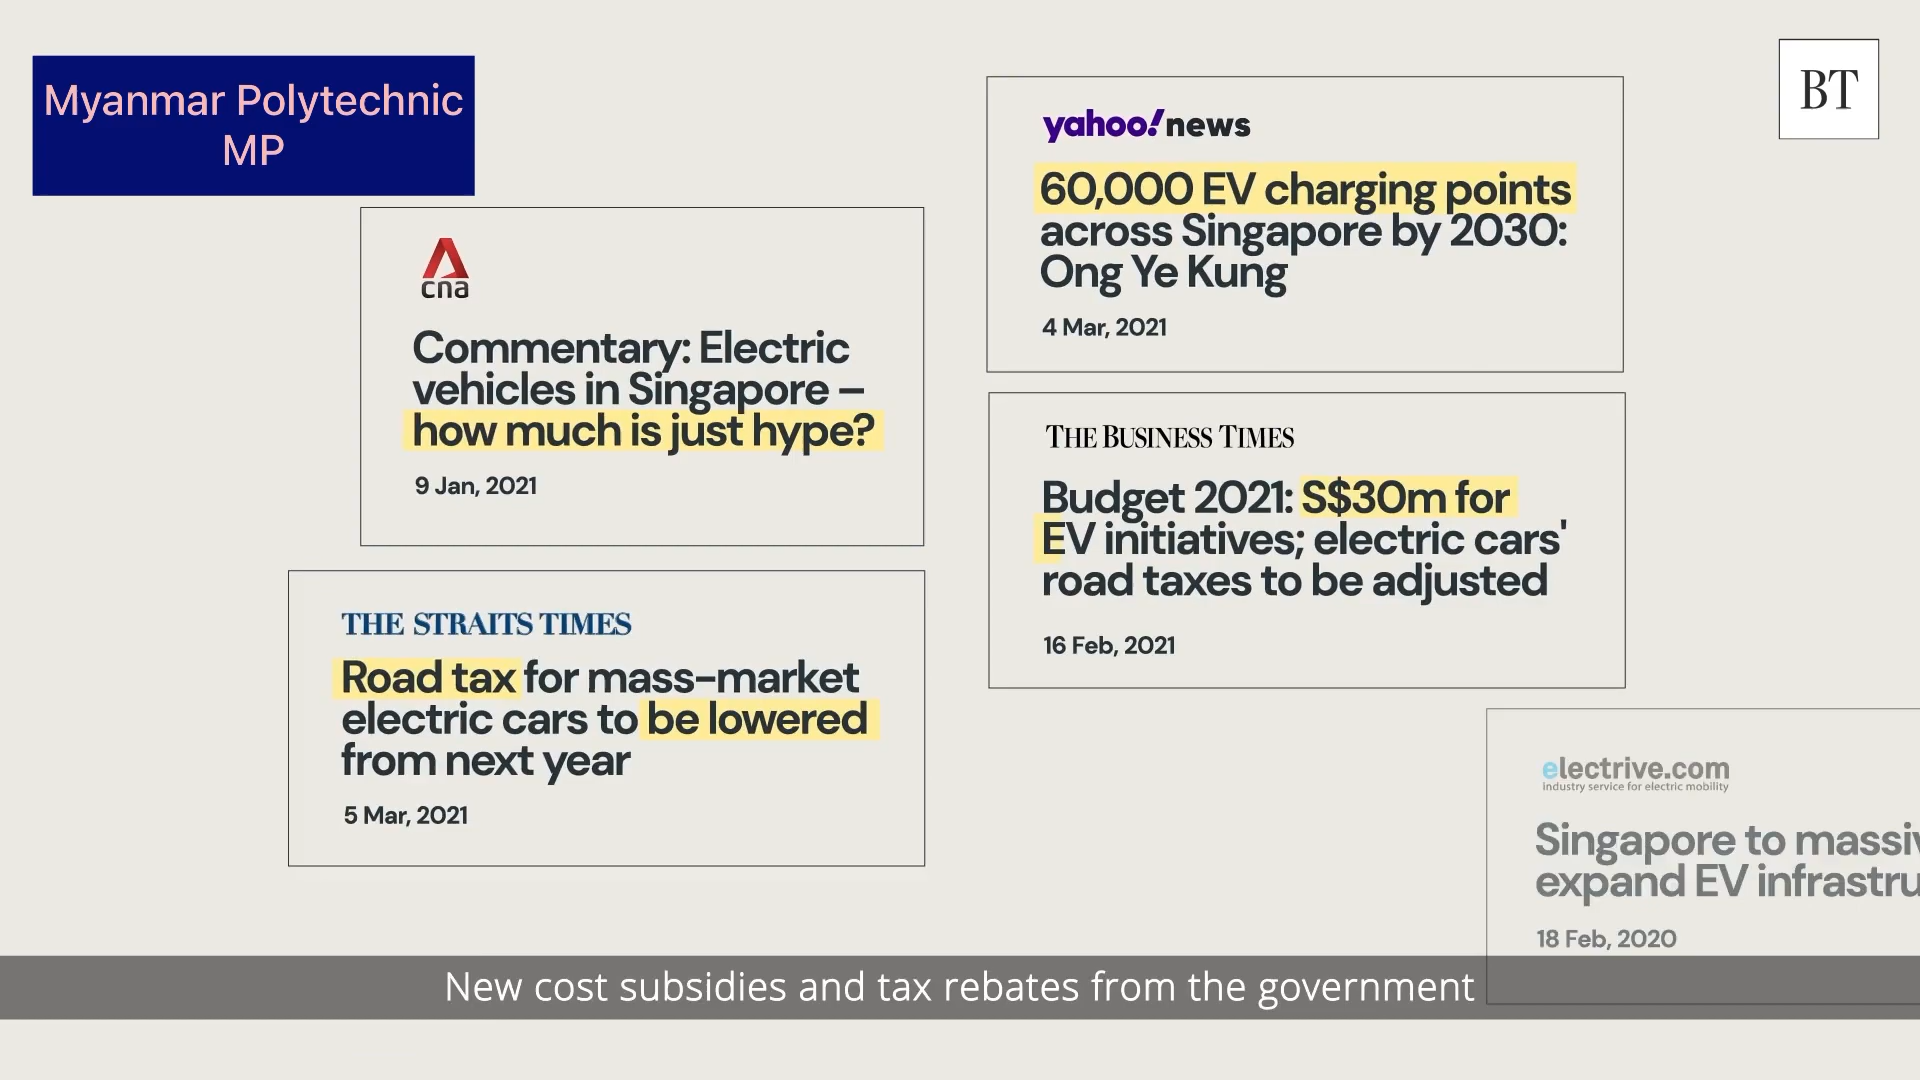 Myanmar Polytechnic
MP
BT
cna
Commentary: Electric
vehicles in Singapore –
how much is just hype?
9 Jan, 2021
yahoo!news
60,000 EV charging points
across Singapore by 2030:
Ong Ye Kung
4 Mar, 2021
THE STRAITS TIMES
Road tax for mass-market
electric cars to be lowered
from next year
5 Mar, 2021
THE BUSINESS TIMES
Budget 2021: S$30m for
EV initiatives; electric cars'
road taxes to be adjusted
16 Feb, 2021
electrive.com
industry service for electric mobility
Singapore to
expand EV
18 Feb, 2020
New cost subsidies and tax rebates from the government